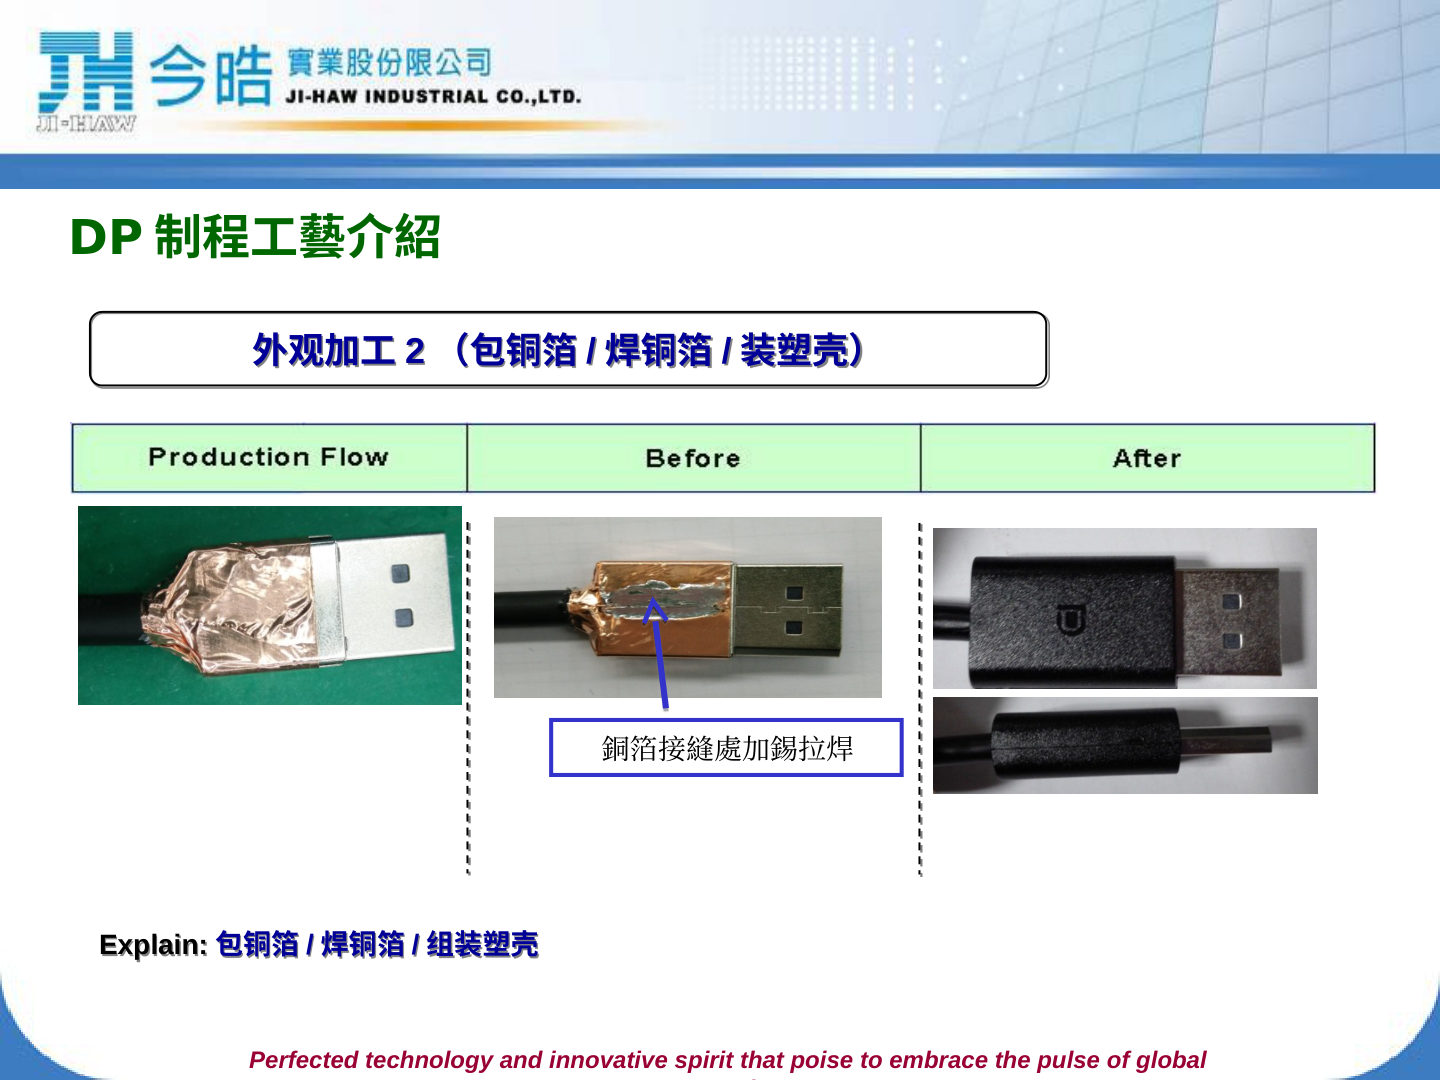 JI-HAW
今皓 實業股份限公司
JI-HAW INDUSTRIAL CO.,LTD.
DP 制程工藝介紹
外观加工 2 （包铜箔 / 焊铜箔 / 装塑壳）
Production Flow Before After
銅箔接縫處加錫拉焊
Explain: 包铜箔 / 焊铜箔 / 组装塑壳
Perfected technology and innovative spirit that poise to embrace the pulse of global